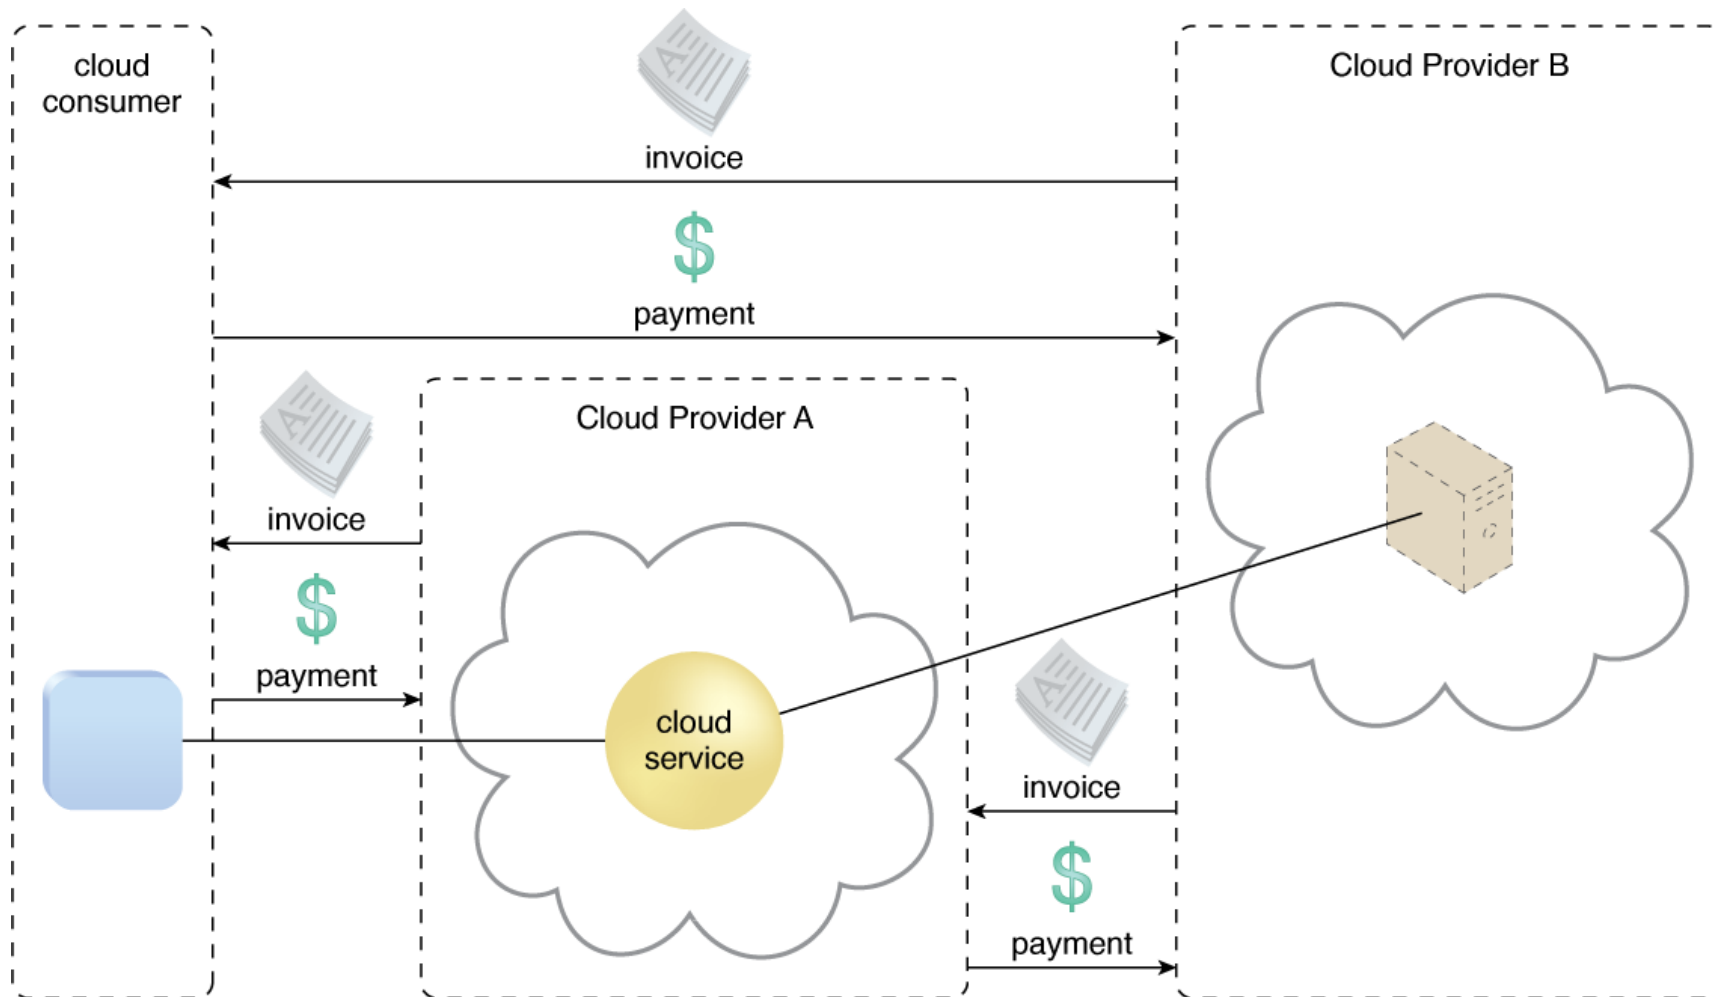 cloud
consumer
Cloud Provider B
invoice
$
payment
Cloud Provider A
invoice
$
payment
cloud
service
invoice
$
payment